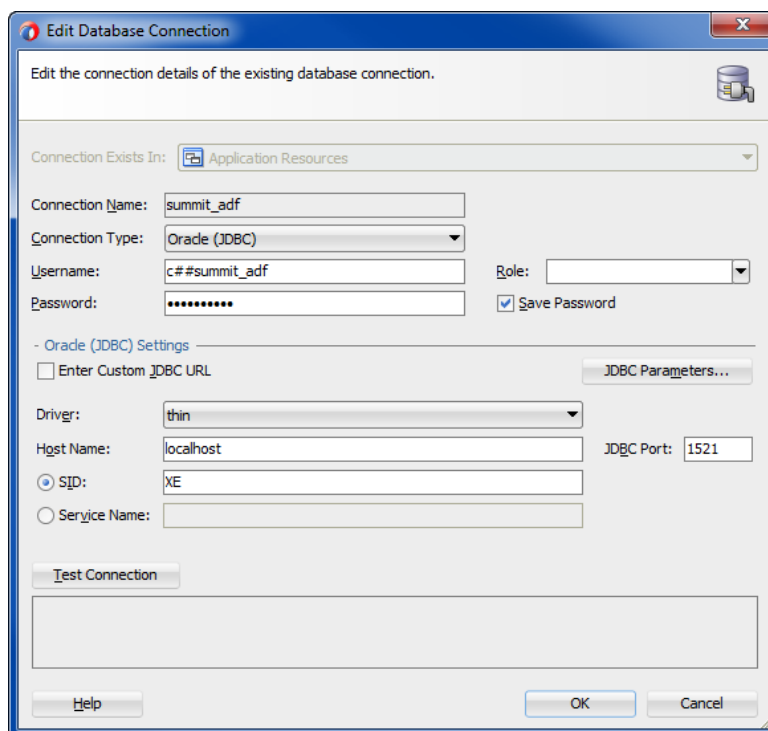 Edit Database Connection
Edit the connection details of the existing database connection.
Connection Exists In: Application Resources
Connection Name: summit_adf
Connection Type: Oracle (JDBC)
Username: c##summit_adf Role:
Password: •••••••••• Save Password
- Oracle (JDBC) Settings
Enter Custom JDBC URL JDBC Parameters...
Driver: thin
Host Name: localhost JDBC Port: 1521
SID: XE
Service Name:
Test Connection
Help OK Cancel